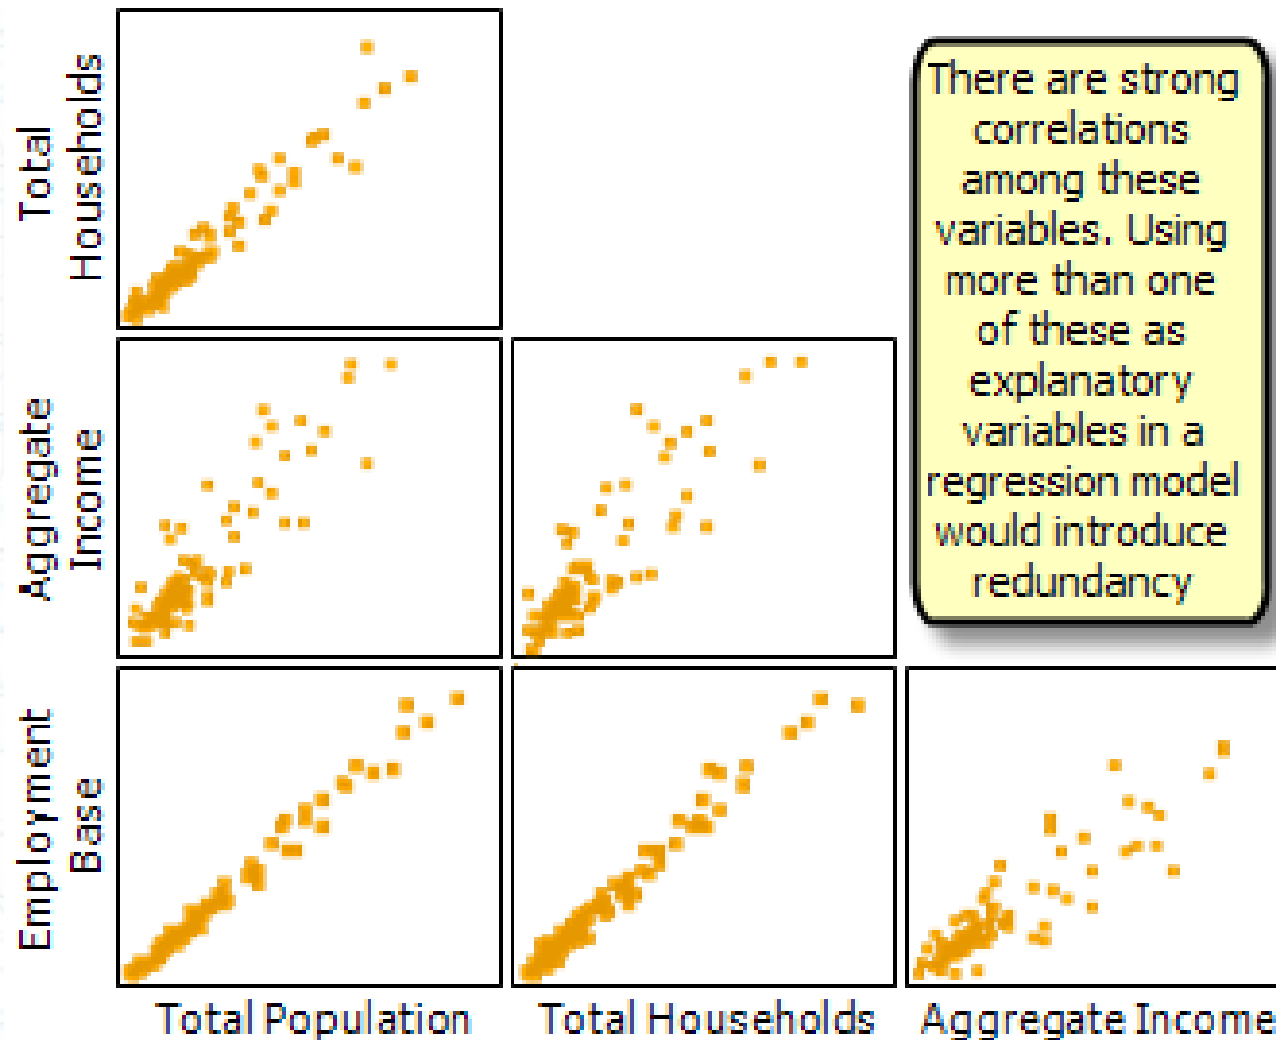 Total
Households
There are strong
correlations
among these
variables. Using
more than one
of these as
explanatory
variables in a
regression model
would introduce
redundancy
Aggregate
Income
Employment
Base
Total Population
Total Households
Aggregate Income